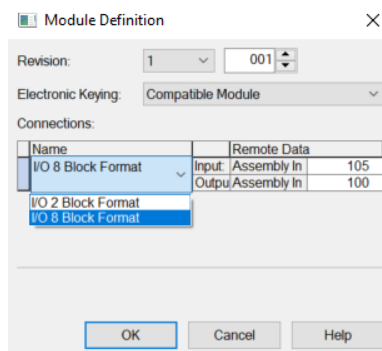 Module Definition
Revision: 1 001
Electronic Keying: Compatible Module
Connections:
Name Remote Data
I/O 8 Block Format Input: Assembly In 105
Outpu Assembly In 100
I/O 2 Block Format
I/O 8 Block Format
OK Cancel Help